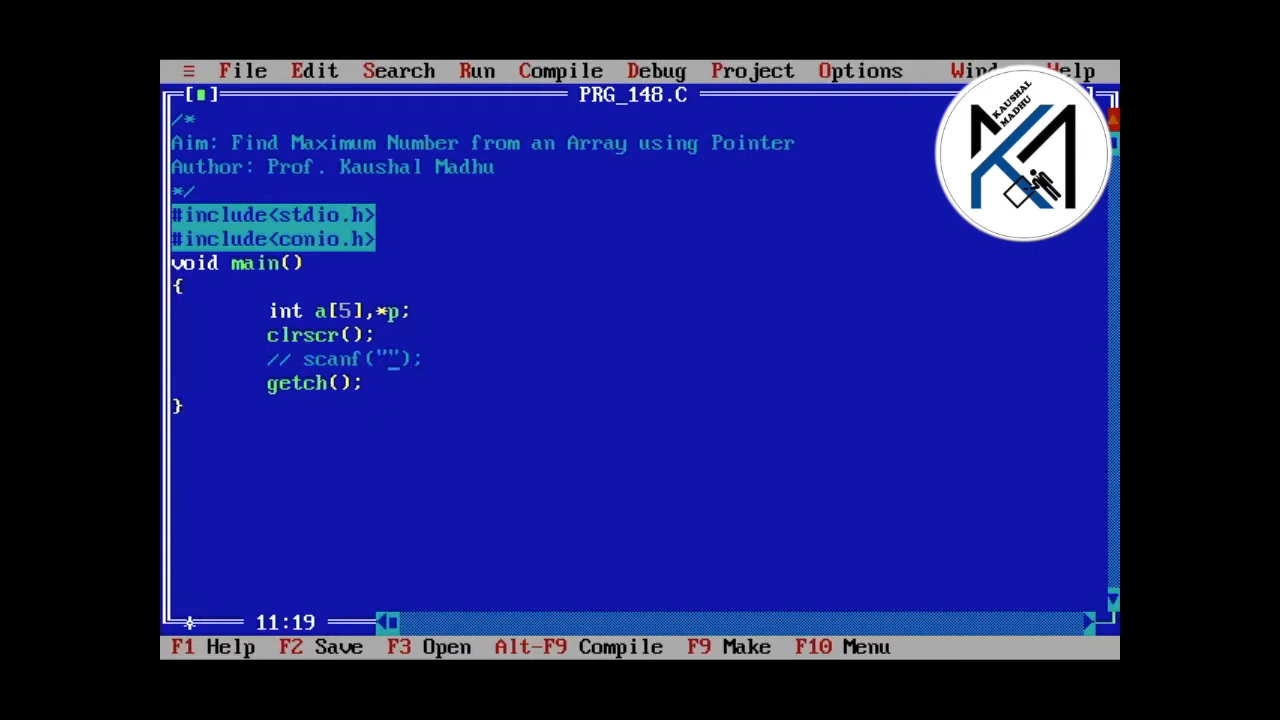 ≡ File Edit Search Run Compile Debug Project Options Wind Help
[■] PRG_148.C
KAUSHAL
MADHU
/*
Aim: Find Maximum Number from an Array using Pointer
Author: Prof. Kaushal Madhu
*/
#include<stdio.h>
#include<conio.h>
void main()
{
int a[5],*p;
clrscr();
// scanf("");
getch();
}
11:19
F1 Help F2 Save F3 Open Alt-F9 Compile F9 Make F10 Menu